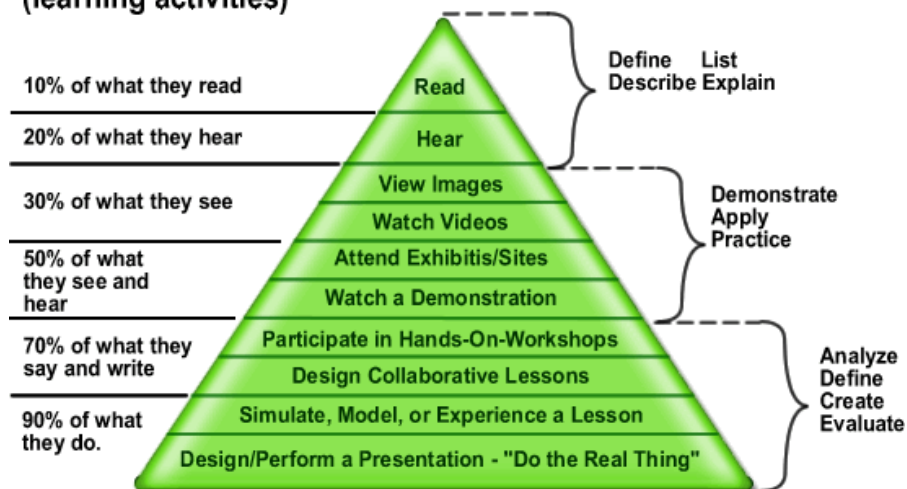 (learning activities)
10% of what they read
20% of what they hear
30% of what they see
50% of what
they see and
hear
70% of what they
say and write
90% of what
they do.
Read
Hear
View Images
Watch Videos
Attend Exhibitis/Sites
Watch a Demonstration
Participate in Hands-On-Workshops
Design Collaborative Lessons
Simulate, Model, or Experience a Lesson
Design/Perform a Presentation - "Do the Real Thing"
Define List
Describe Explain
Demonstrate
Apply
Practice
Analyze
Define
Create
Evaluate